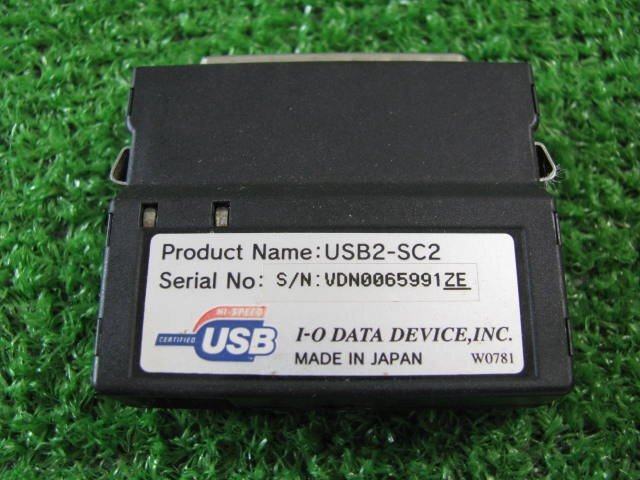 Product Name: USB2-SC2
Serial No: S/N:VDN0065991ZE
HI-SPEED
CERTIFIED USB
I-O DATA DEVICE,INC.
MADE IN JAPAN W0781